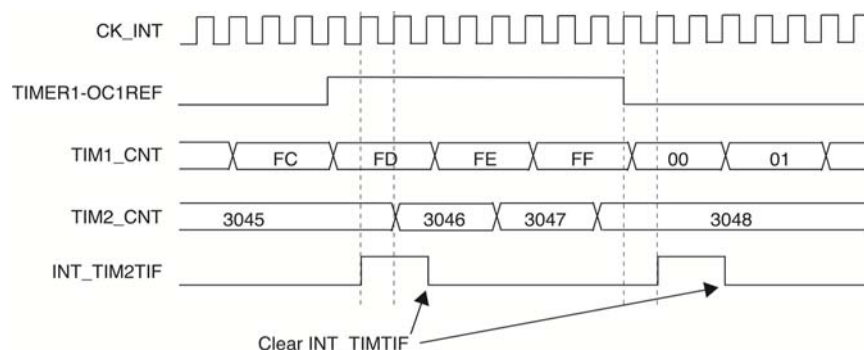 CK_INT
TIMER1-OC1REF
TIM1_CNT FC FD FE FF 00 01
TIM2_CNT 3045 3046 3047 3048
INT_TIM2TIF
Clear INT_TIMTIF